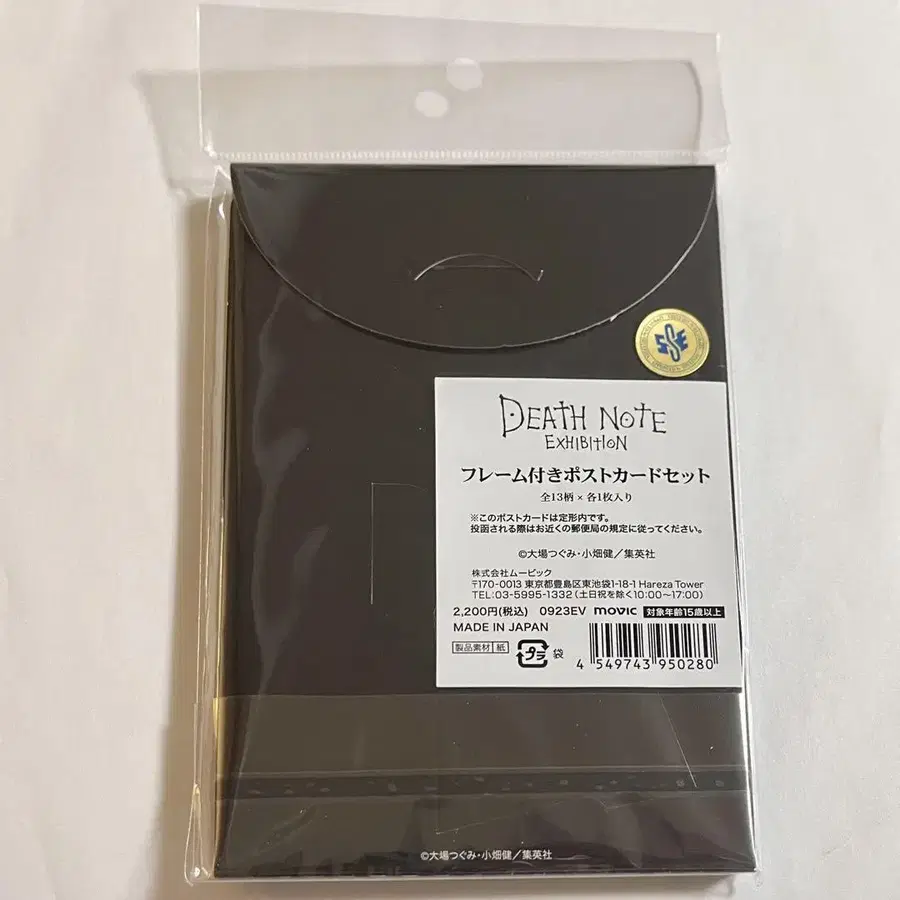 DEATH NOTE
EXHIBITION
フレーム付きポストカードセット
全13柄 × 各1枚入り
※このポストカードは定形内です。
投函される際はお近くの郵便局の規定に従ってください。
©大場つぐみ・小畑健／集英社
株式会社ムービック
〒170-0013 東京都豊島区東池袋1-18-1 Hareza Tower
TEL:03-5995-1332（土日祝を除く10:00〜17:00）
2,200円(税込) 0923EV movic 対象年齢15歳以上
MADE IN JAPAN
製品素材 紙 プラ 袋
4 549743 950280
©大場つぐみ・小畑健／集英社